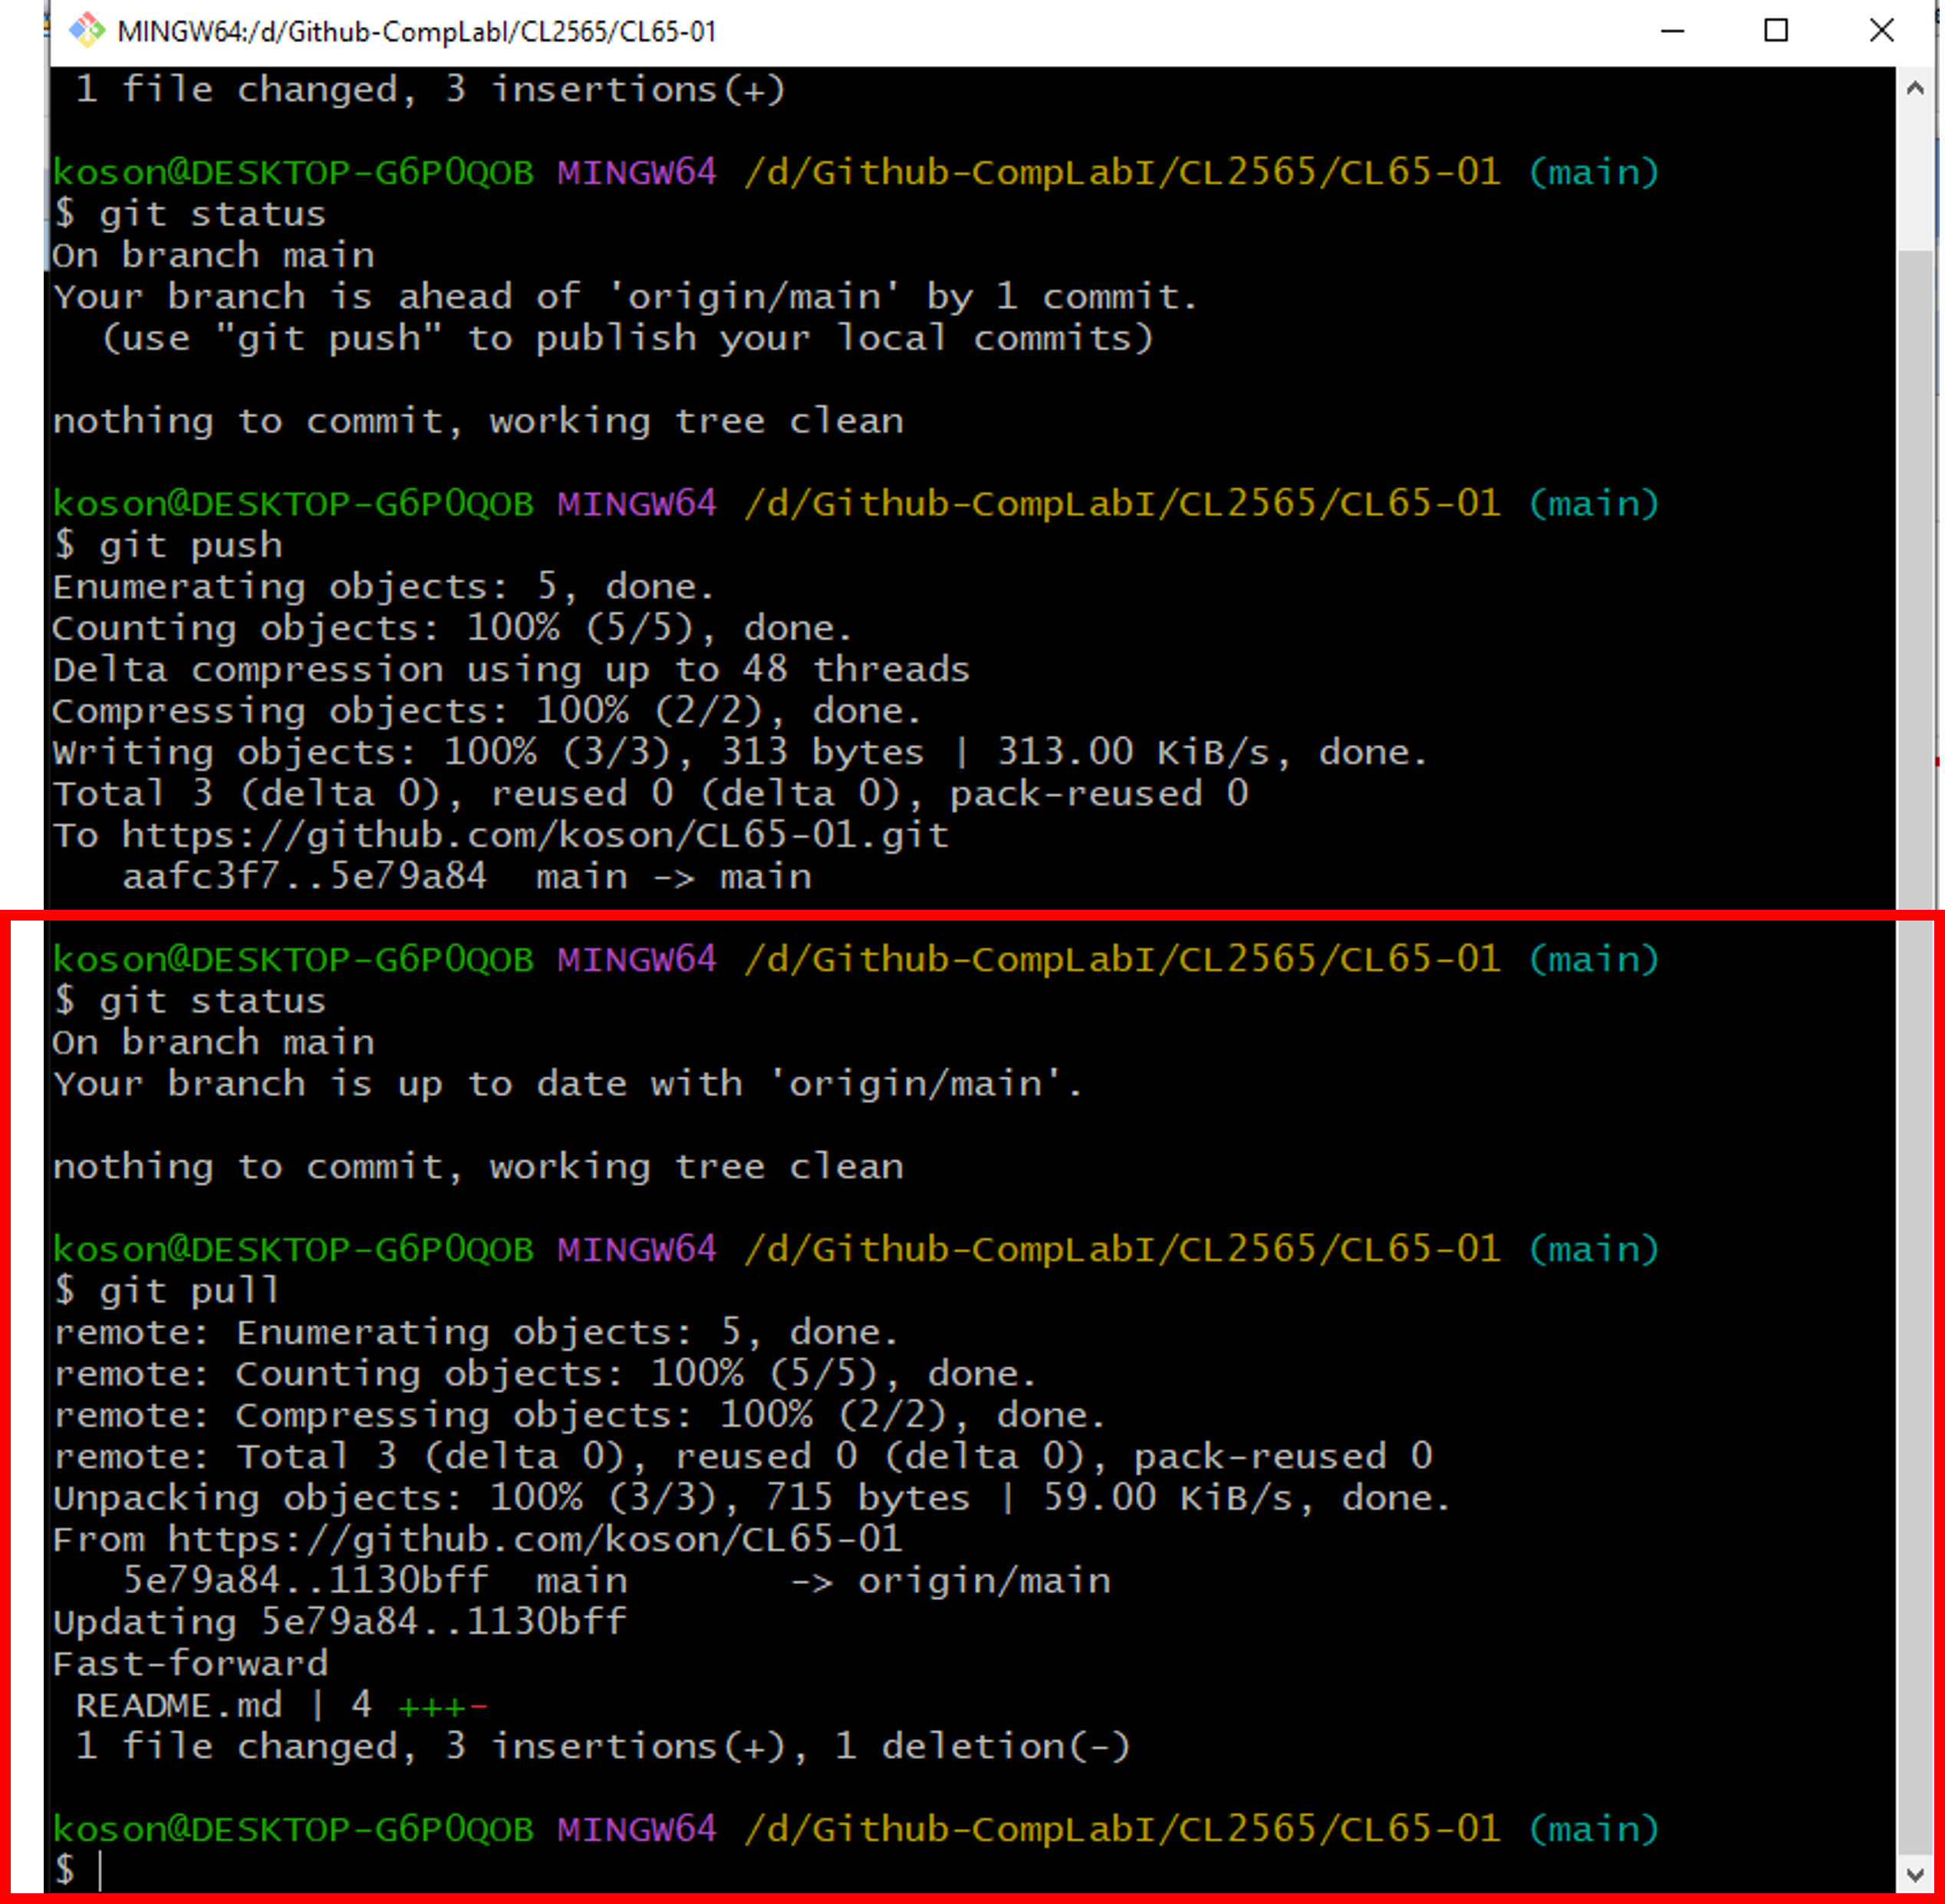 MINGW64:/d/Github-CompLabI/CL2565/CL65-01
1 file changed, 3 insertions(+)
koson@DESKTOP-G6P0QOB MINGW64 /d/Github-CompLabI/CL2565/CL65-01 (main)
$ git status
On branch main
Your branch is ahead of 'origin/main' by 1 commit.
(use "git push" to publish your local commits)
nothing to commit, working tree clean
koson@DESKTOP-G6P0QOB MINGW64 /d/Github-CompLabI/CL2565/CL65-01 (main)
$ git push
Enumerating objects: 5, done.
Counting objects: 100% (5/5), done.
Delta compression using up to 48 threads
Compressing objects: 100% (2/2), done.
Writing objects: 100% (3/3), 313 bytes | 313.00 KiB/s, done.
Total 3 (delta 0), reused 0 (delta 0), pack-reused 0
To https://github.com/koson/CL65-01.git
aafc3f7..5e79a84  main -> main
koson@DESKTOP-G6P0QOB MINGW64 /d/Github-CompLabI/CL2565/CL65-01 (main)
$ git status
On branch main
Your branch is up to date with 'origin/main'.
nothing to commit, working tree clean
koson@DESKTOP-G6P0QOB MINGW64 /d/Github-CompLabI/CL2565/CL65-01 (main)
$ git pull
remote: Enumerating objects: 5, done.
remote: Counting objects: 100% (5/5), done.
remote: Compressing objects: 100% (2/2), done.
remote: Total 3 (delta 0), reused 0 (delta 0), pack-reused 0
Unpacking objects: 100% (3/3), 715 bytes | 59.00 KiB/s, done.
From https://github.com/koson/CL65-01
5e79a84..1130bff  main       -> origin/main
Updating 5e79a84..1130bff
Fast-forward
README.md | 4 +++-
1 file changed, 3 insertions(+), 1 deletion(-)
koson@DESKTOP-G6P0QOB MINGW64 /d/Github-CompLabI/CL2565/CL65-01 (main)
$